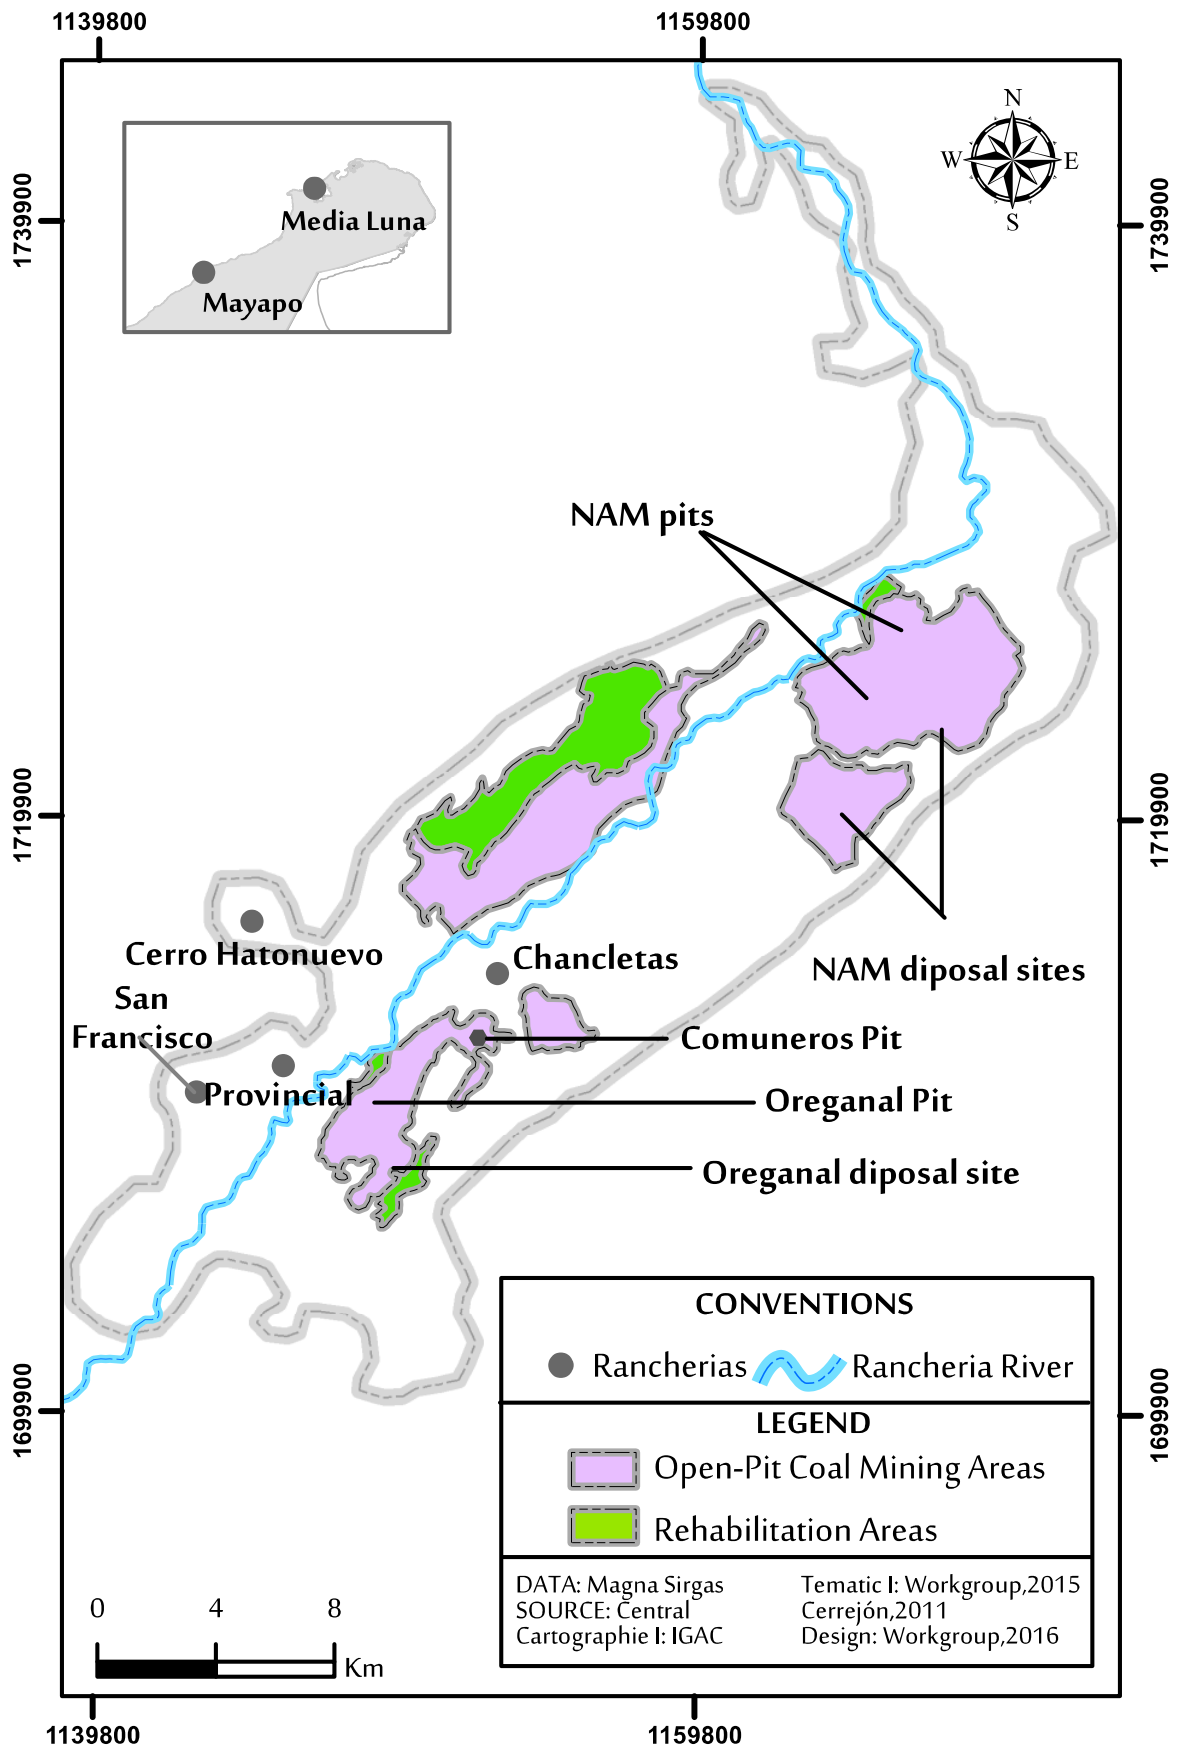 1139800
1159800
N
W
E
S
1739900
1739900
Media Luna
Mayapo
NAM pits
1719900
1719900
Cerro Hatonuevo
Chancletas
NAM diposal sites
San
Francisco
Comuneros Pit
Provincial
Oreganal Pit
Oreganal diposal site
1699900
1699900
CONVENTIONS
Rancherias
Rancheria River
LEGEND
Open-Pit Coal Mining Areas
Rehabilitation Areas
DATA: Magna Sirgas
SOURCE: Central
Cartographie I: IGAC
Tematic I: Workgroup,2015
Cerrejón,2011
Design: Workgroup,2016
0 4 8
Km
1139800
1159800